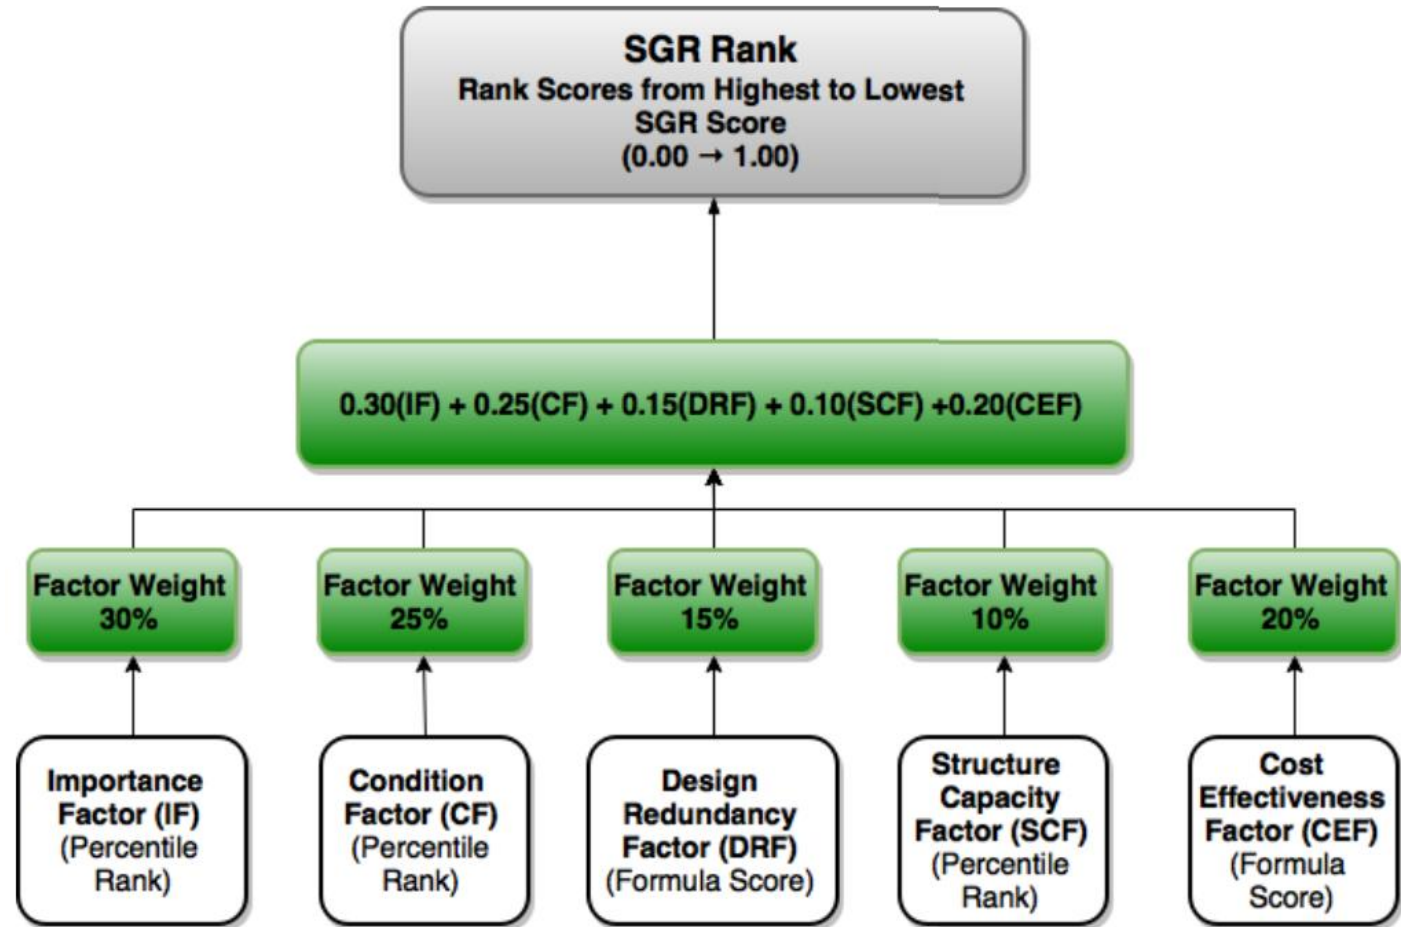 SGR Rank
Rank Scores from Highest to Lowest
SGR Score
(0.00 → 1.00)
0.30(IF) + 0.25(CF) + 0.15(DRF) + 0.10(SCF) +0.20(CEF)
Factor Weight
30%
Factor Weight
25%
Factor Weight
15%
Factor Weight
10%
Factor Weight
20%
Importance
Factor (IF)
(Percentile
Rank)
Condition
Factor (CF)
(Percentile
Rank)
Design
Redundancy
Factor (DRF)
(Formula Score)
Structure
Capacity
Factor (SCF)
(Percentile
Rank)
Cost
Effectiveness
Factor (CEF)
(Formula
Score)